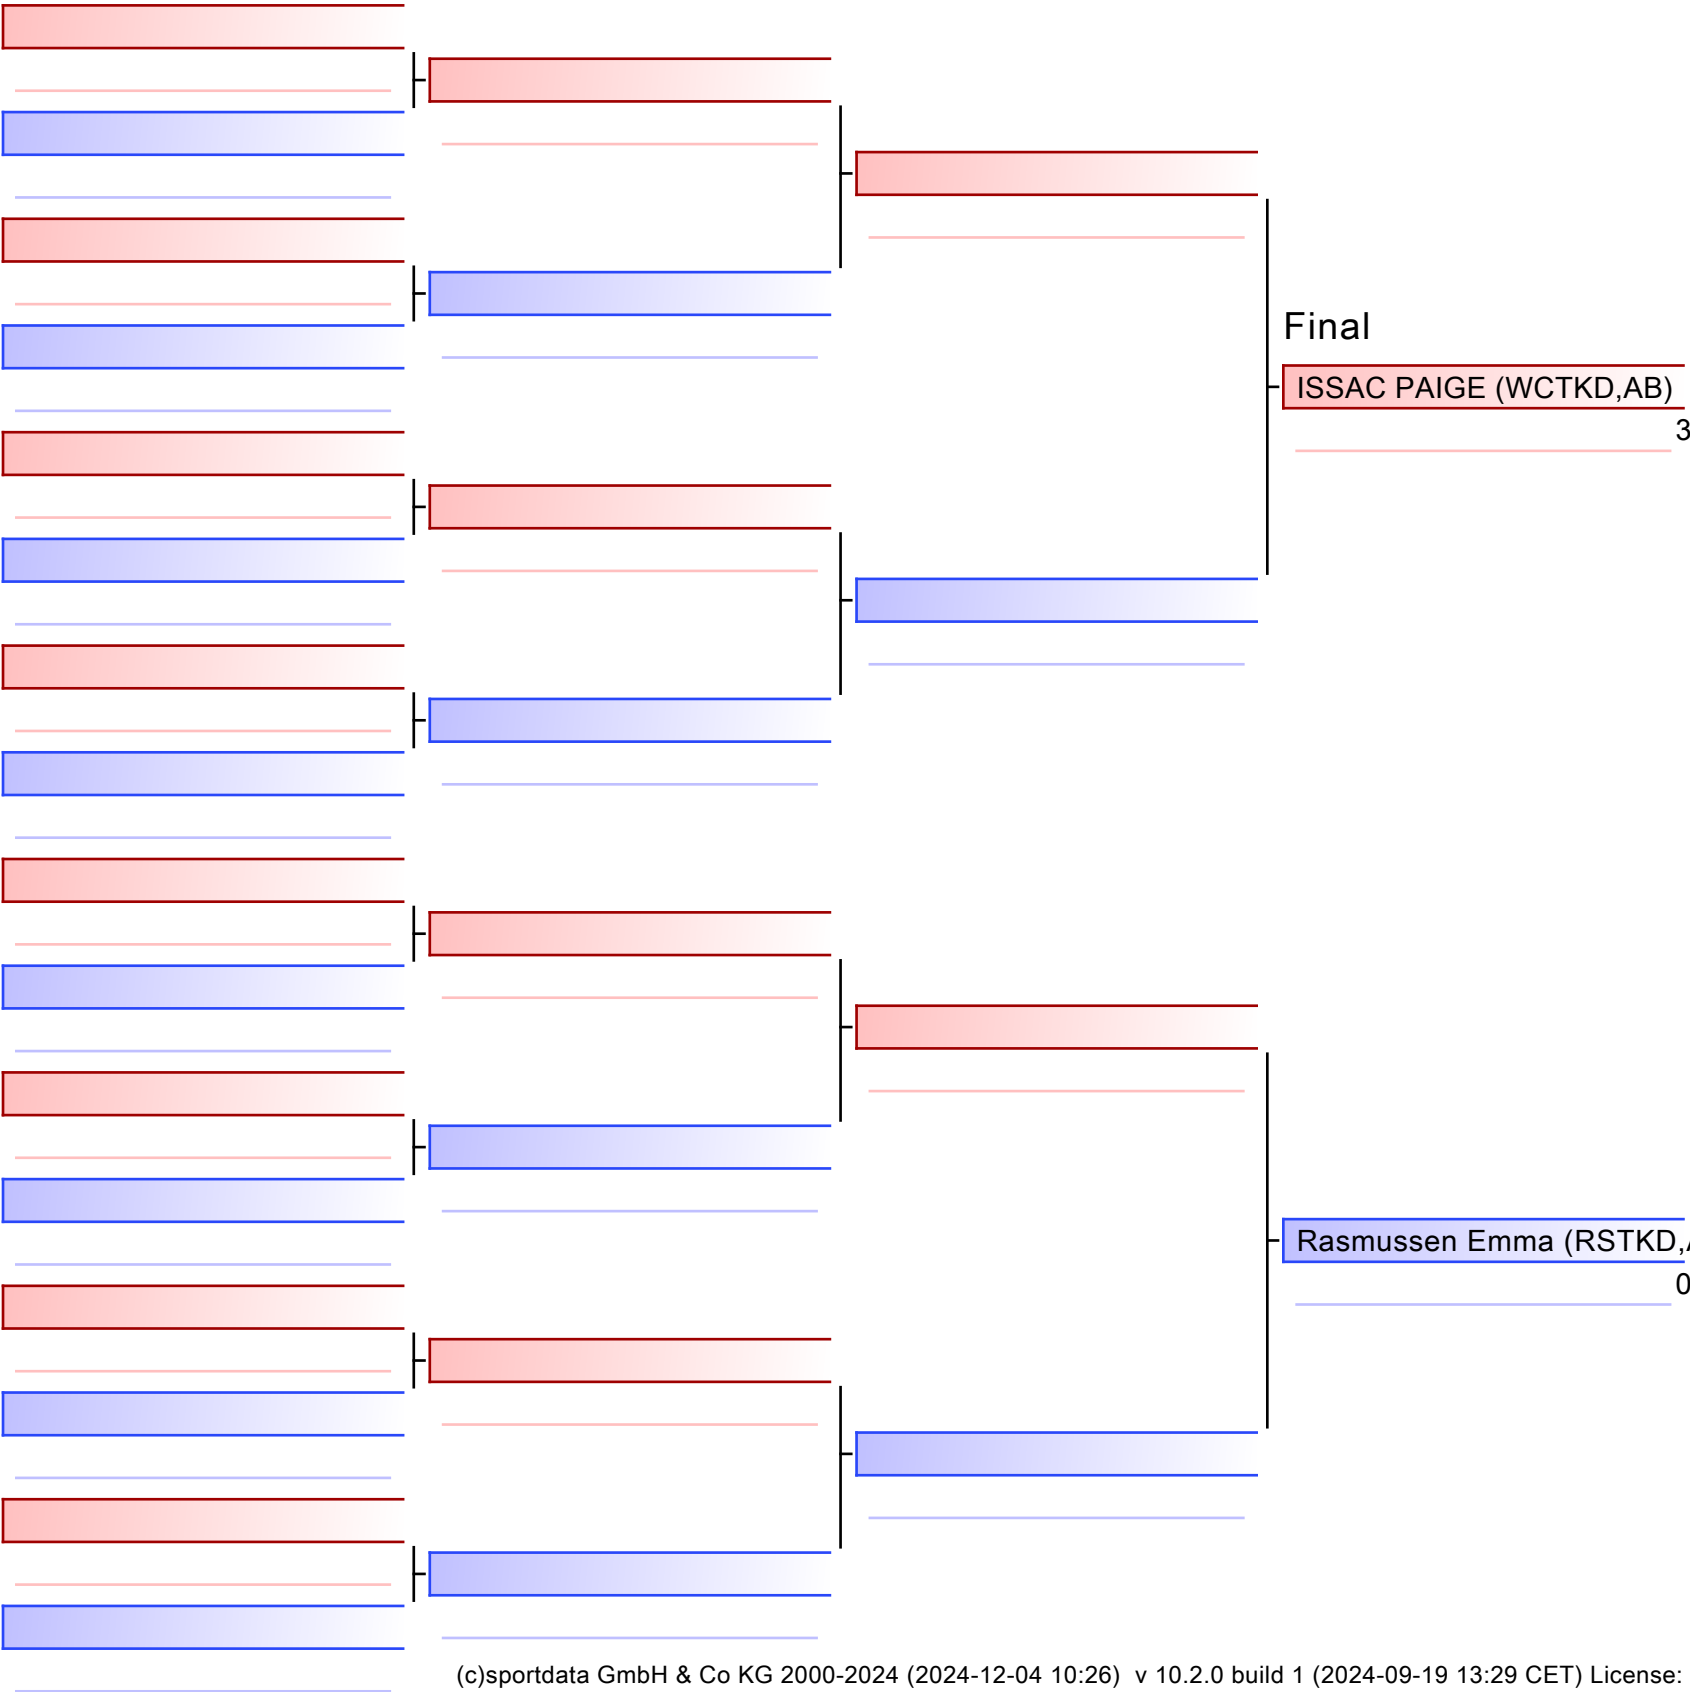 Final
ISSAC PAIGE (WCTKD,AB)
3
Rasmussen Emma (RSTKD,
0
(c)sportdata GmbH & Co KG 2000-2024 (2024-12-04 10:26) v 10.2.0 build 1 (2024-09-19 13:29 CET) License: